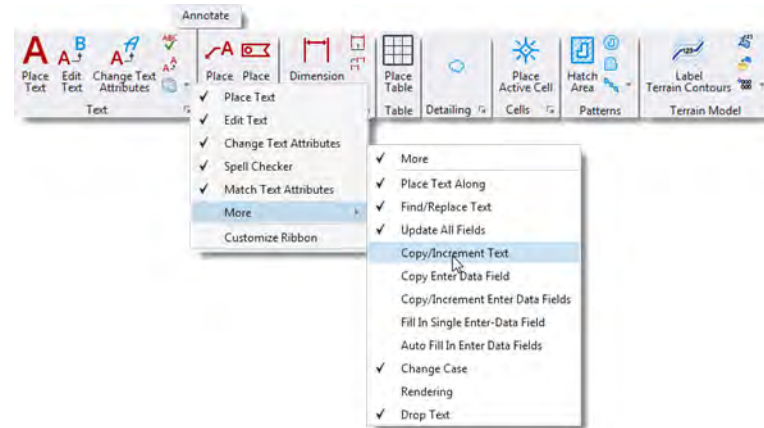 Annotate
ABC
Place Text
Edit Text
Change Text Attributes
Place
Place
Dimension
Place Table
Place Active Cell
Hatch Area
Label Terrain Contours
Text
Table
Detailing
Cells
Patterns
Terrain Model
✓ Place Text
✓ Edit Text
✓ Change Text Attributes
✓ Spell Checker
✓ Match Text Attributes
More
Customize Ribbon
✓ More
✓ Place Text Along
✓ Find/Replace Text
✓ Update All Fields
Copy/Increment Text
Copy Enter Data Field
Copy/Increment Enter Data Fields
Fill In Single Enter-Data Field
Auto Fill In Enter Data Fields
✓ Change Case
Rendering
✓ Drop Text